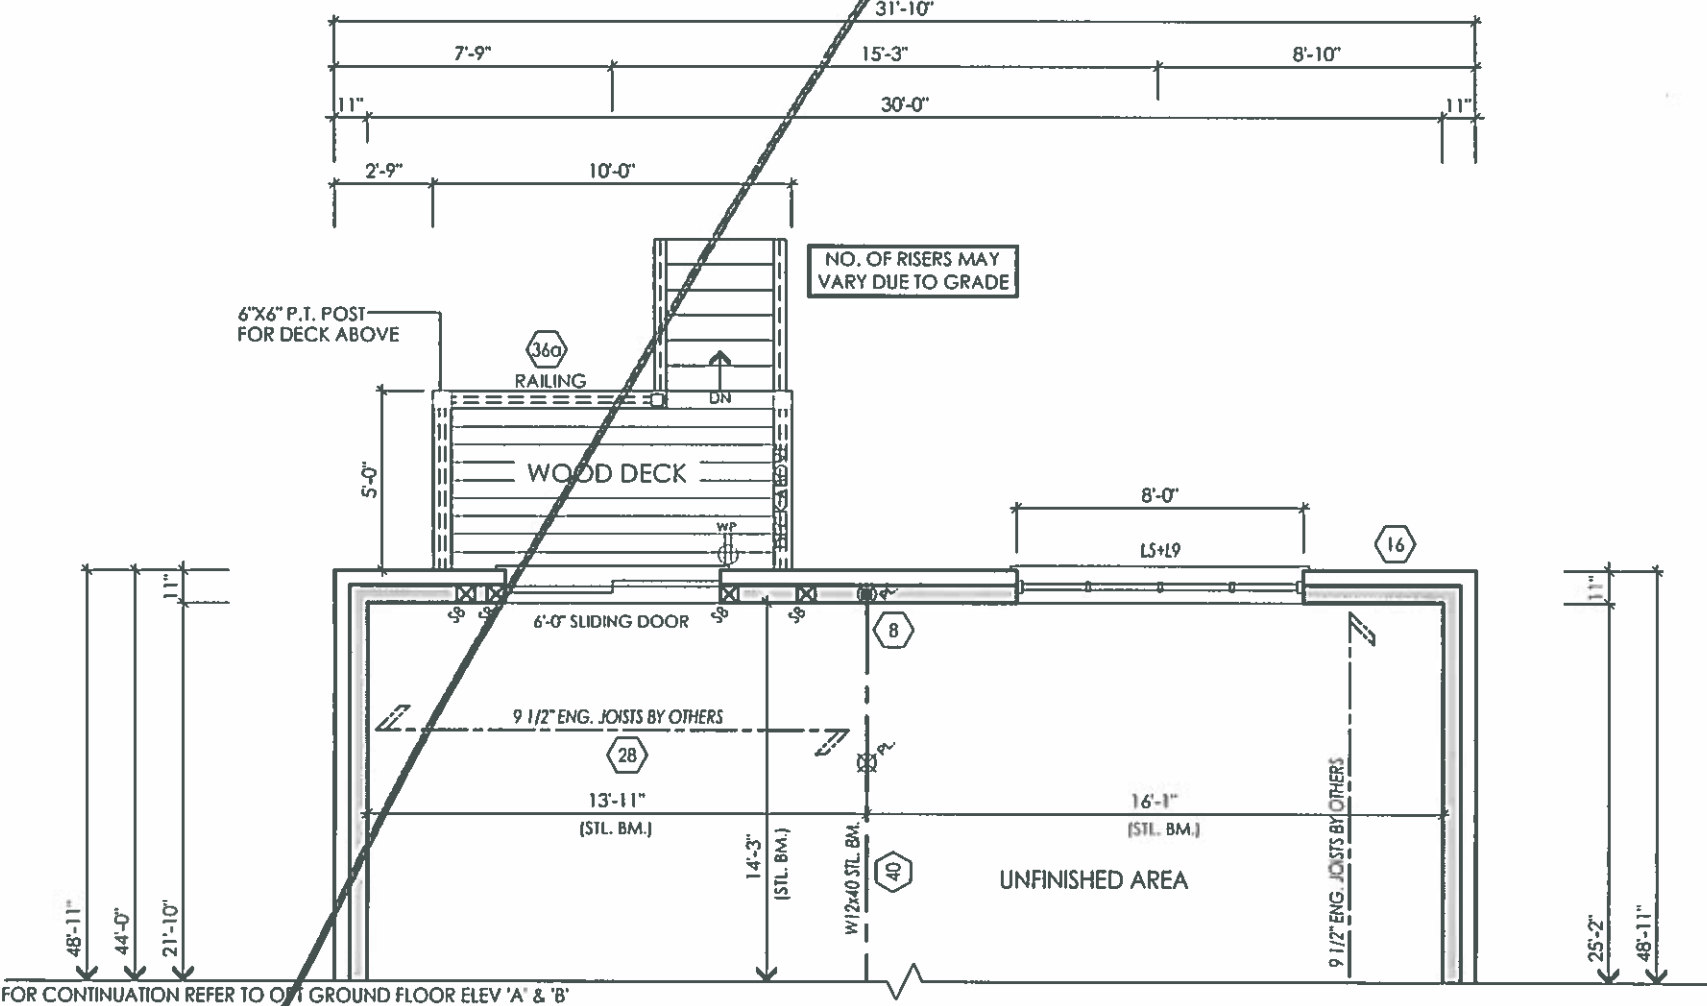 31'-10"
7'-9" 15'-3" 8'-10"
11" 30'-0" 11"
2'-9" 10'-0"
NO. OF RISERS MAY
VARY DUE TO GRADE
6"X6" P.T. POST
FOR DECK ABOVE
36a
RAILING
DN
5'-0"
WOOD DECK
WP
8'-0"
L5+L9
16
11"
11"
SB SB SB SB
6'-0" SLIDING DOOR
8
9 1/2" ENG. JOISTS BY OTHERS
28
PL.
13'-11"
(STL. BM.)
16'-1"
(STL. BM.)
14'-3"
(STL. BM.)
W12x40 STL. BM.
40
UNFINISHED AREA
9 1/2" ENG. JOISTS BY OTHERS
48'-11"
44'-0"
21'-10"
25'-2"
48'-11"
FOR CONTINUATION REFER TO OPT GROUND FLOOR ELEV 'A' & 'B'